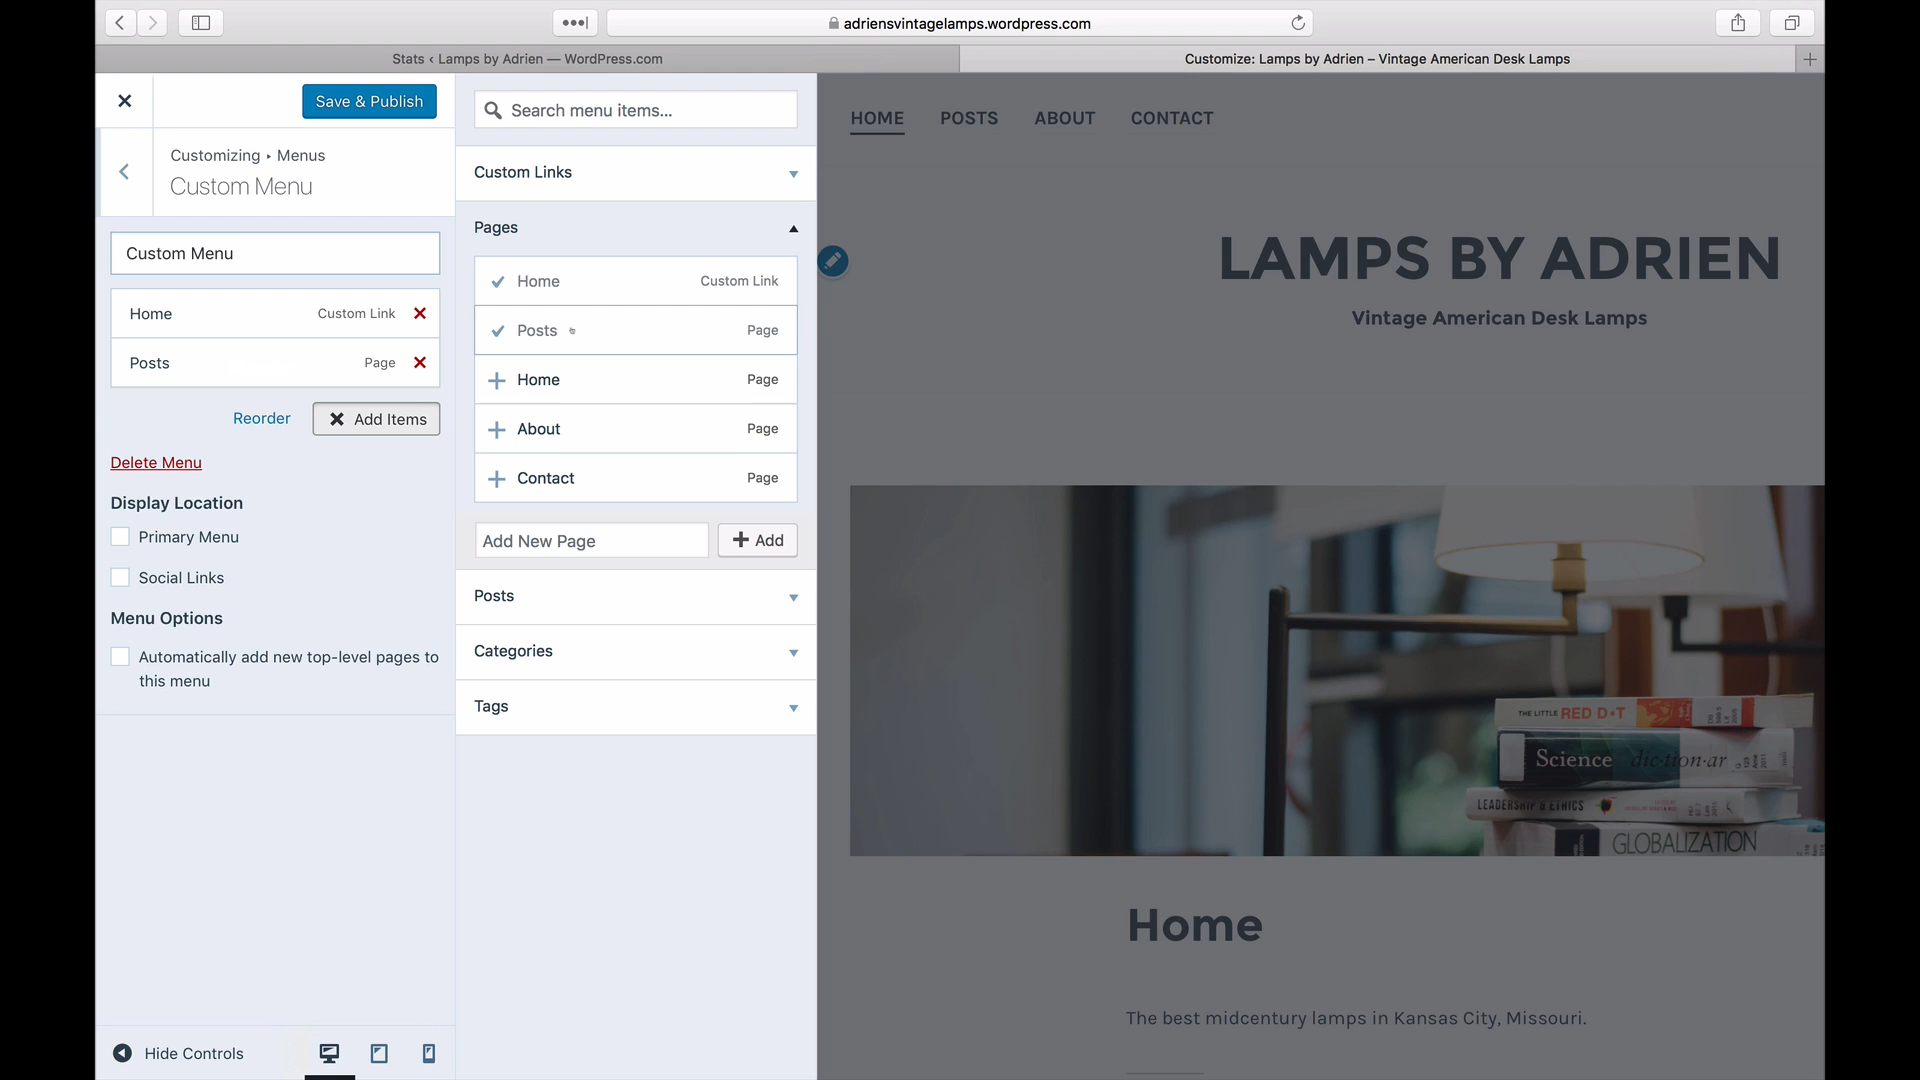 adriensvintagelamps.wordpress.com
Stats ‹ Lamps by Adrien — WordPress.com
Customize: Lamps by Adrien – Vintage American Desk Lamps
Save & Publish
Customizing ▸ Menus
Custom Menu
Custom Menu
Home Custom Link
Posts Page
Reorder
Add Items
Delete Menu
Display Location
Primary Menu
Social Links
Menu Options
Automatically add new top-level pages to
this menu
Hide Controls
Search menu items...
Custom Links
Pages
Home Custom Link
Posts Page
Home Page
About Page
Contact Page
Add New Page
Add
Posts
Categories
Tags
HOME POSTS ABOUT CONTACT
LAMPS BY ADRIEN
Vintage American Desk Lamps
THE LITTLE RED D•T
Science dic·tion·ar
LEADERSHIP & ETHICS
GLOBALIZATION
Home
The best midcentury lamps in Kansas City, Missouri.